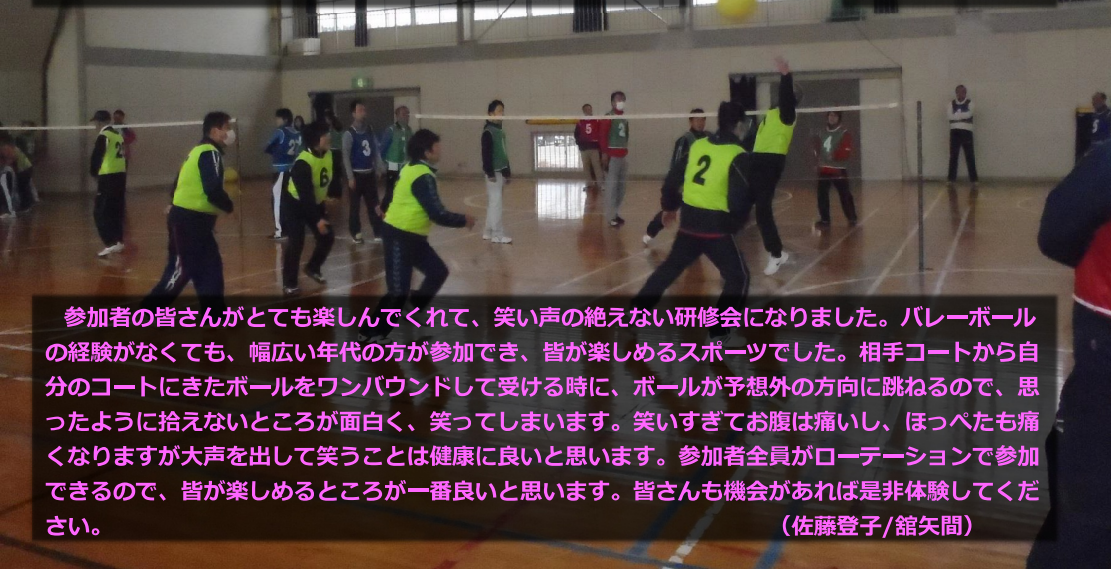 参加者の皆さんがとても楽しんでくれて、笑い声の絶えない研修会になりました。バレーボール
の経験がなくても、幅広い年代の方が参加でき、皆が楽しめるスポーツでした。相手コートから自
分のコートにきたボールをワンバウンドして受ける時に、ボールが予想外の方向に跳ねるので、思
ったように拾えないところが面白く、笑ってしまいます。笑いすぎてお腹は痛いし、ほっぺたも痛
くなりますが大声を出して笑うことは健康に良いと思います。参加者全員がローテーションで参加
できるので、皆が楽しめるところが一番良いと思います。皆さんも機会があれば是非体験してくだ
さい。 （佐藤登子/舘矢間）
2
6
3
5
2
2
4